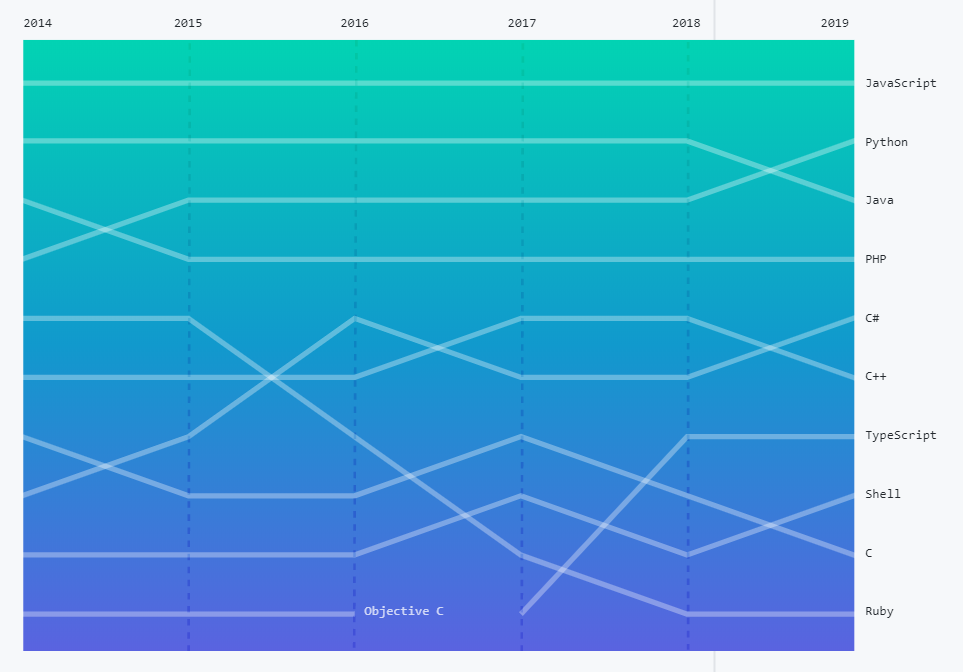 2014 2015 2016 2017 2018 2019
JavaScript
Python
Java
PHP
C#
C++
TypeScript
Shell
C
Objective C Ruby